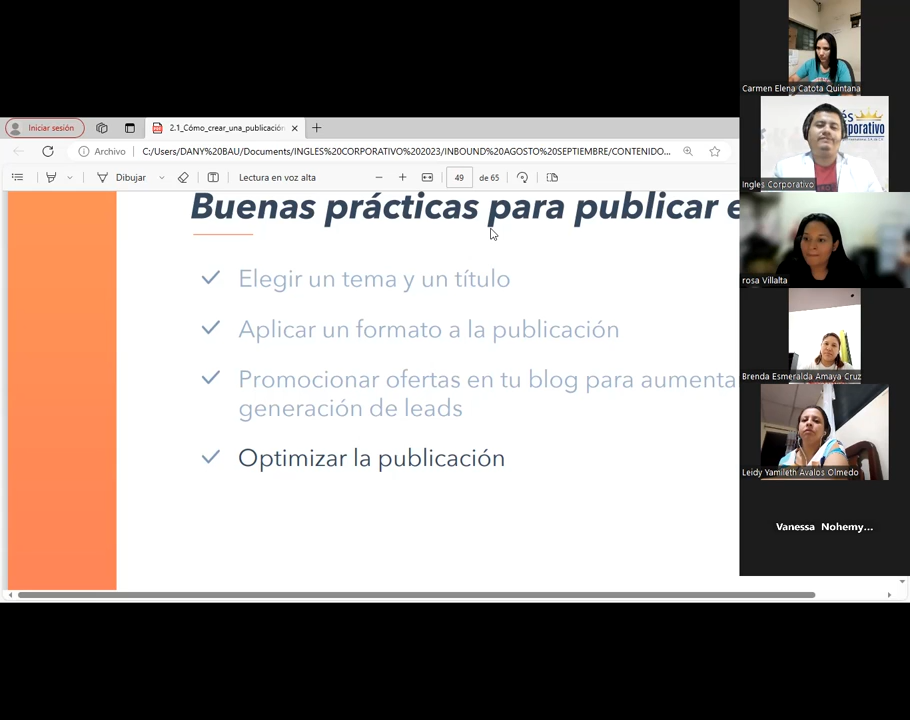 Iniciar sesión
2.1_Cómo_crear_una_publicación
Archivo
C:/Users/DANY%20BAU/Documents/INGLES%20CORPORATIVO%202023/INBOUND%20AGOSTO%20SEPTIEMBRE/CONTENIDO...
Dibujar
Lectura en voz alta
49
de 65
Buenas prácticas para publicar e
Elegir un tema y un título
Aplicar un formato a la publicación
Promocionar ofertas en tu blog para aumenta
generación de leads
Optimizar la publicación
Carmen Elena Catota Quintana
Ingles Corporativo
rosa Villalta
Brenda Esmeralda Amaya Cruz
Leidy Yamileth Avalos Olmedo
Vanessa Nohemy...